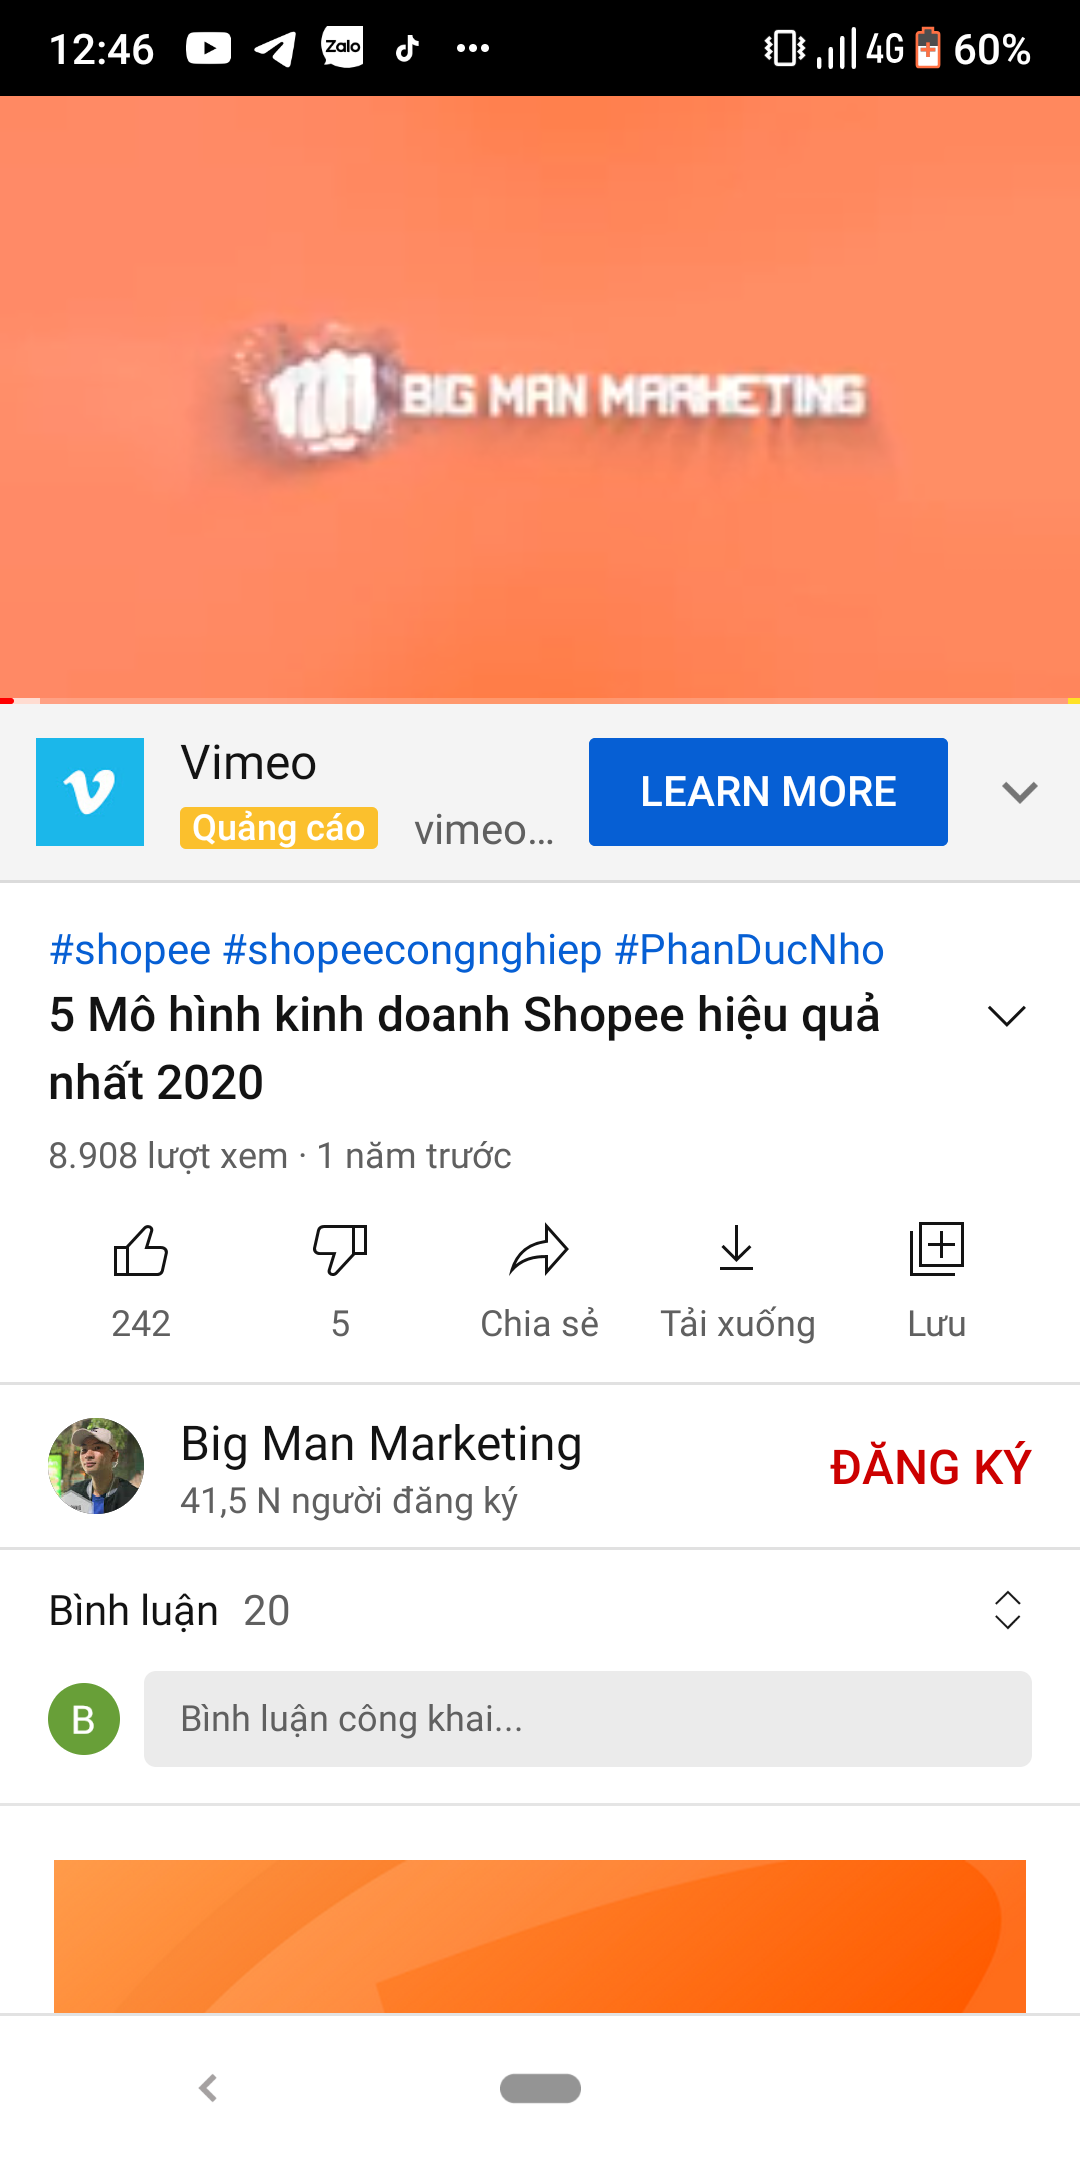 12:46
Zalo
4G
60%
BIG MAN MARKETING
Vimeo
LEARN MORE
Quảng cáo
vimeo...
#shopee #shopeecongnghiep #PhanDucNho
5 Mô hình kinh doanh Shopee hiệu quả
nhất 2020
8.908 lượt xem · 1 năm trước
242
5
Chia sẻ
Tải xuống
Lưu
Big Man Marketing
41,5 N người đăng ký
ĐĂNG KÝ
Bình luận 20
B
Bình luận công khai...